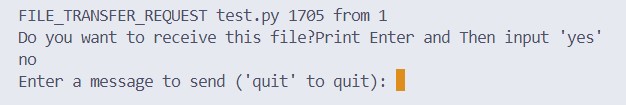 FILE_TRANSFER_REQUEST test.py 1705 from 1
Do you want to receive this file?Print Enter and Then input 'yes'
no
Enter a message to send ('quit' to quit):